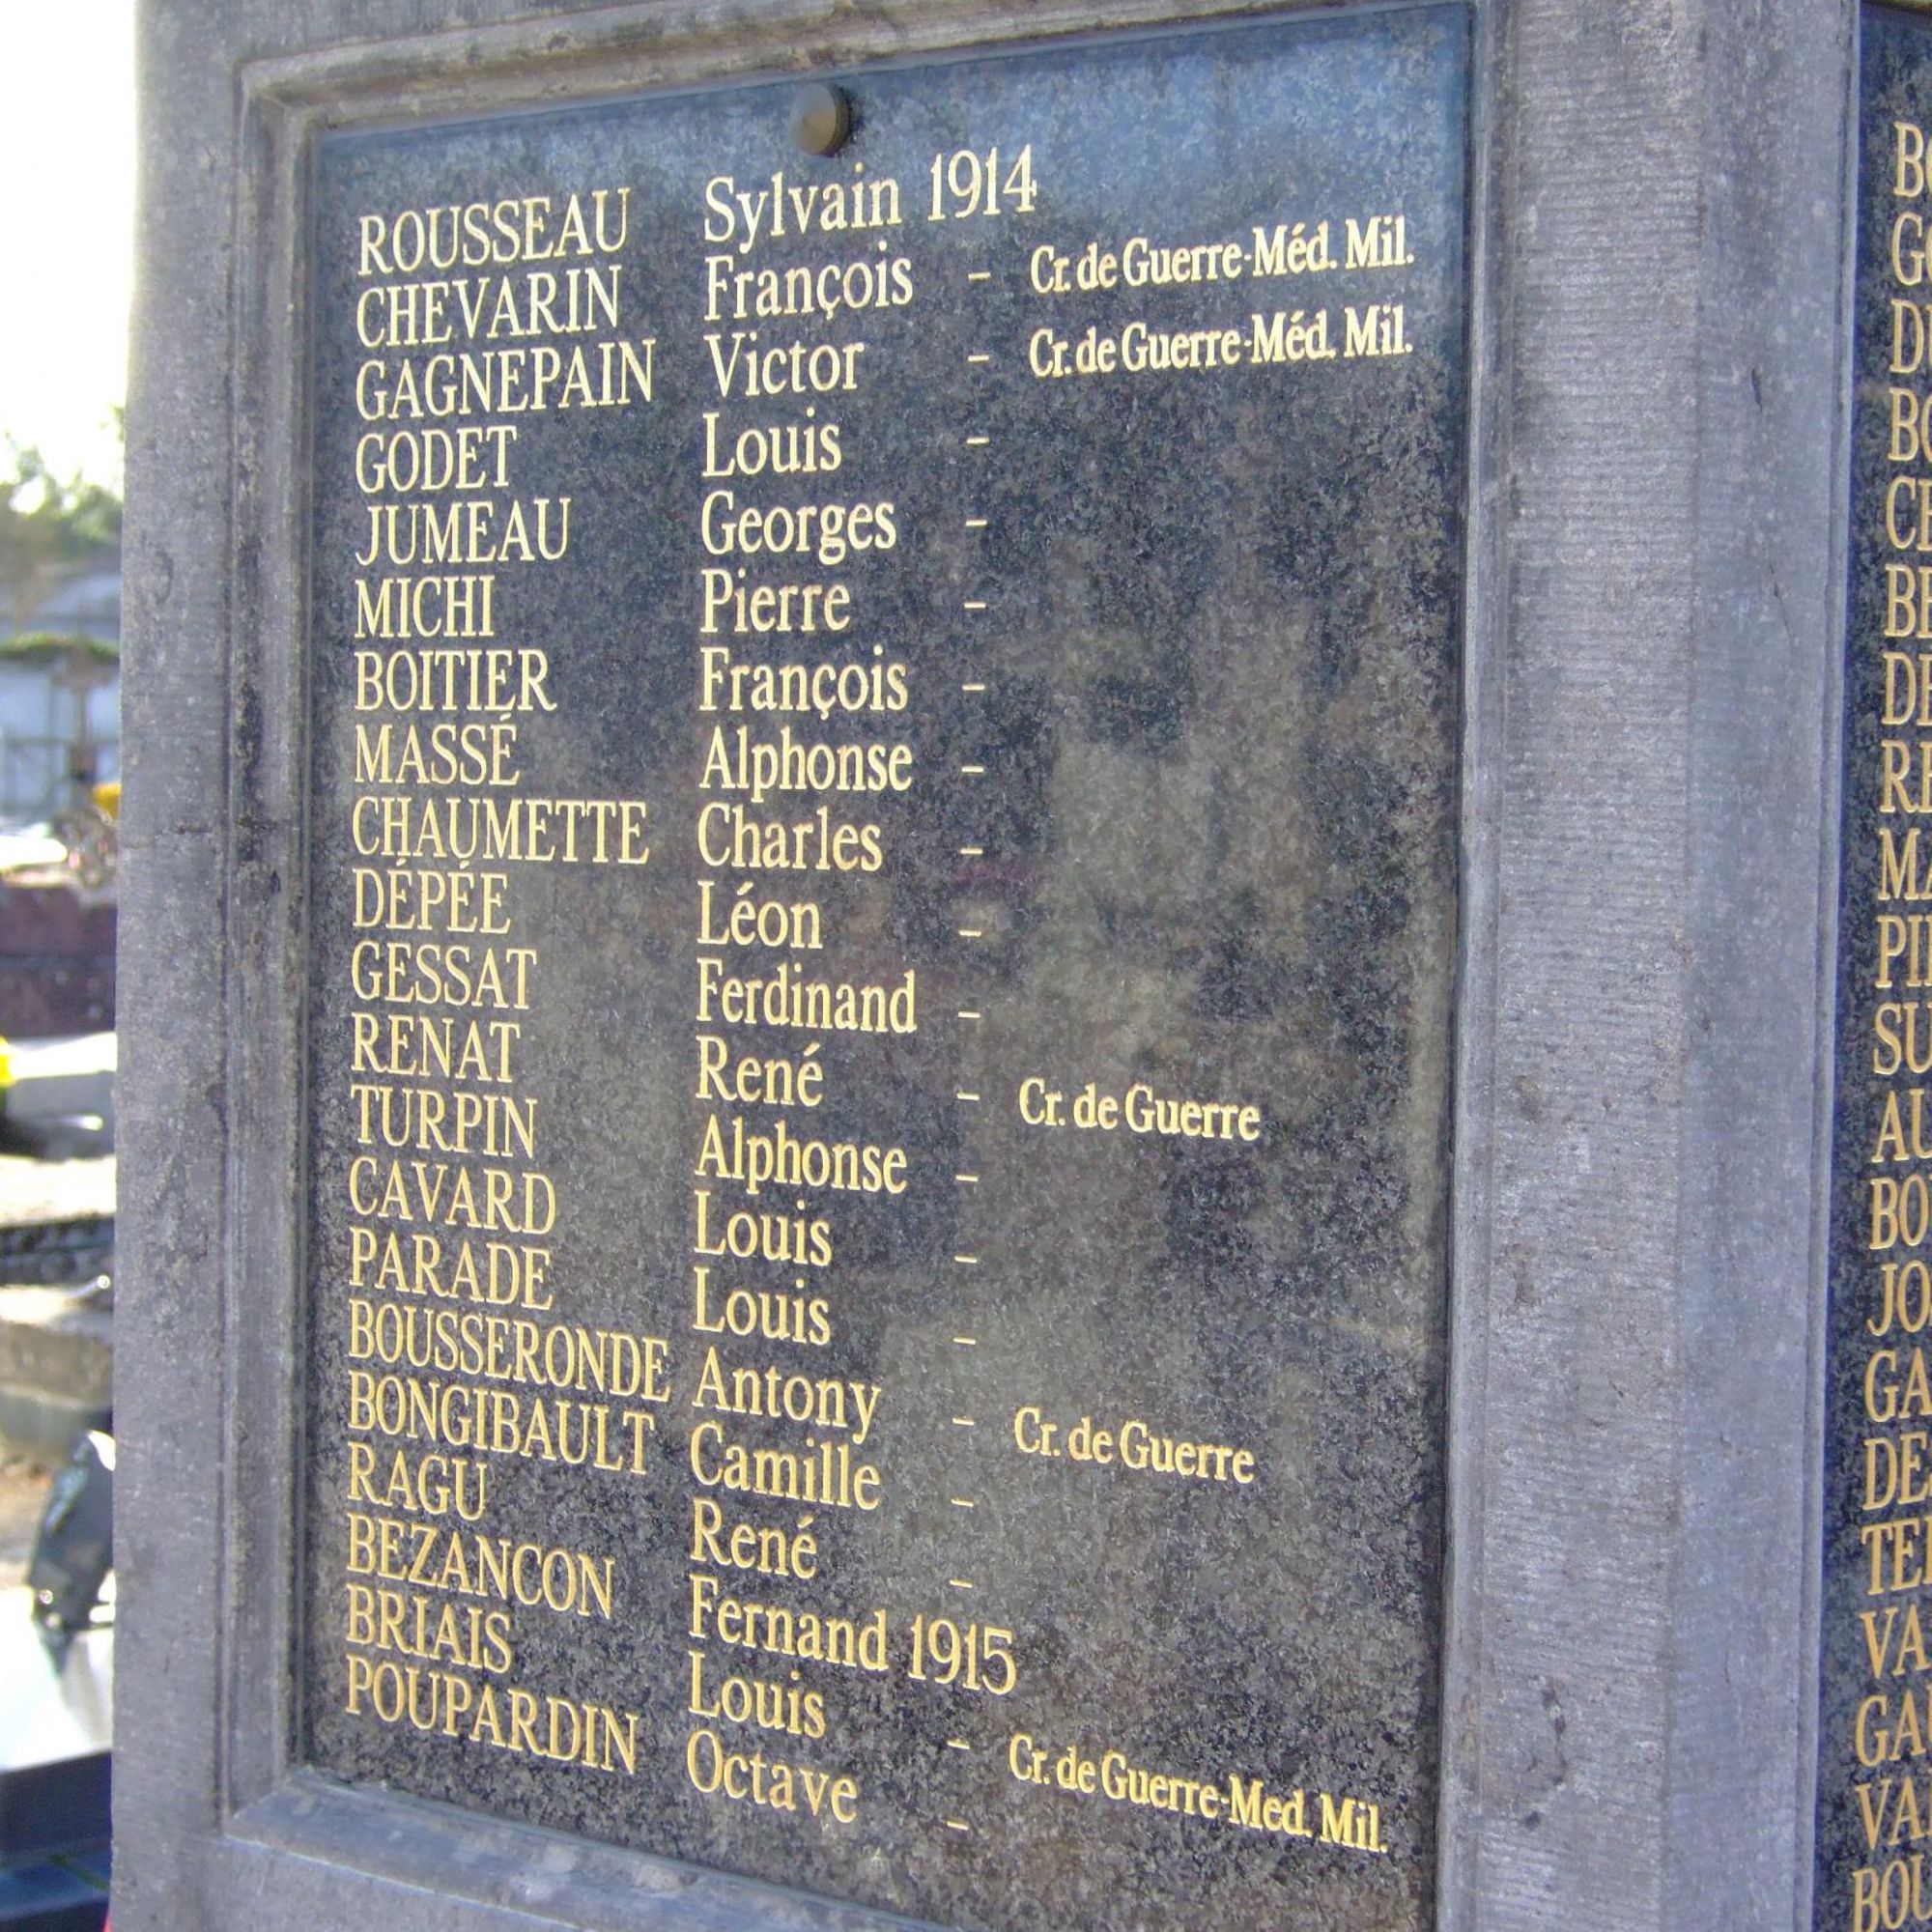 ROUSSEAU Sylvain 1914
CHEVARIN François – Cr. de Guerre-Méd. Mil.
GAGNEPAIN Victor – Cr. de Guerre-Méd. Mil.
GODET Louis –
JUMEAU Georges –
MICHI Pierre –
BOITIER François –
MASSÉ Alphonse –
CHAUMETTE Charles –
DÉPÉE Léon –
GESSAT Ferdinand –
RENAT René – Cr. de Guerre
TURPIN Alphonse –
CAVARD Louis –
PARADE Louis –
BOUSSERONDE Antony – Cr. de Guerre
BONGIBAULT Camille –
RAGU René –
BEZANCON Fernand 1915
BRIAIS Louis – Cr. de Guerre-Med. Mil.
POUPARDIN Octave –